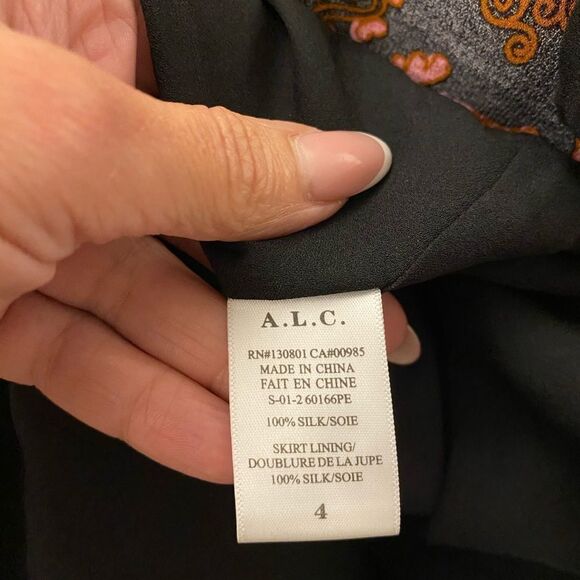 A.L.C.
RN#130801 CA#00985
MADE IN CHINA
FAIT EN CHINE
S-01-2 60166PE
100% SILK/SOIE
SKIRT LINING/
DOUBLURE DE LA JUPE
100% SILK/SOIE
4